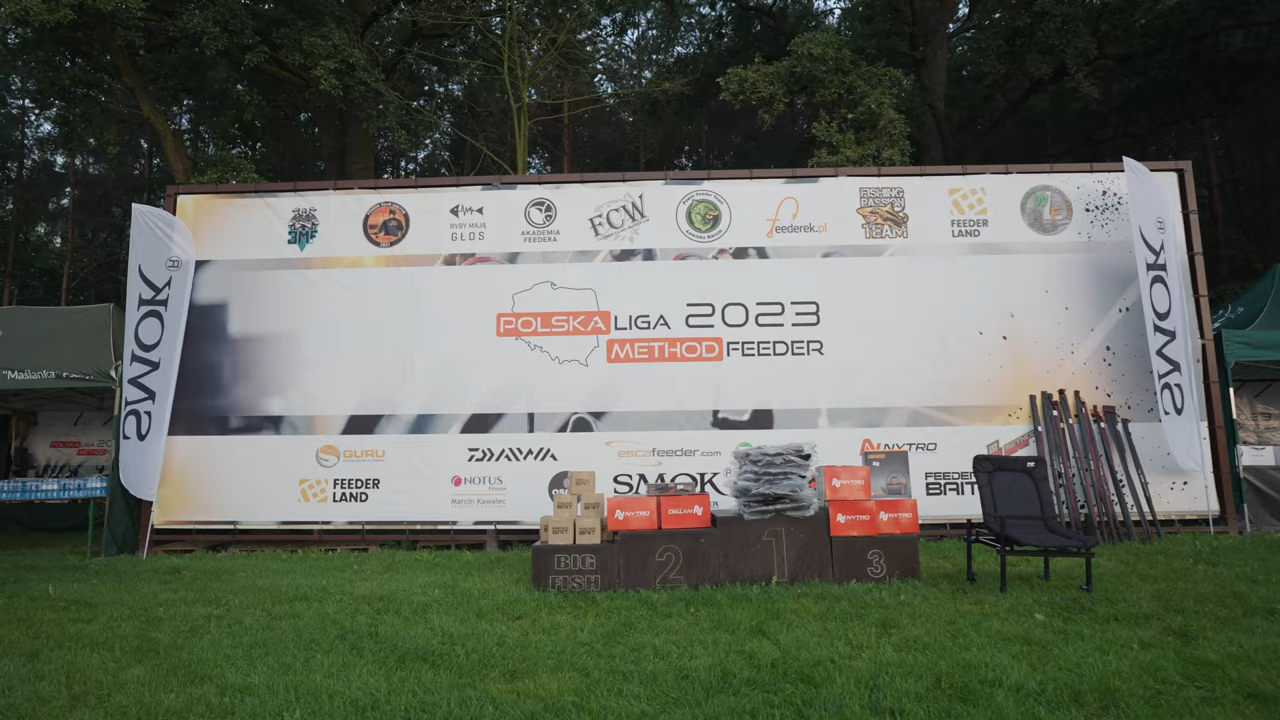 3MF
RYBY MAJĄ
GŁOS
AKADEMIA
FEEDERA
FCW
feederek.pl
FISHING
PASSION
TEAM
FEEDER
LAND
SMOK®
SMOK®
POLSKA LIGA 2023
METHOD FEEDER
"Maślanka"
GURU
DAIWA
escafeeder.com
NYTRO
FEEDER
LAND
NOTUS
Marcin Kawalec
SMOK
FEEDER
BAIT
NYTRO
NYTRO
NYTRO
NYTRO
BIG
FISH
2
1
3